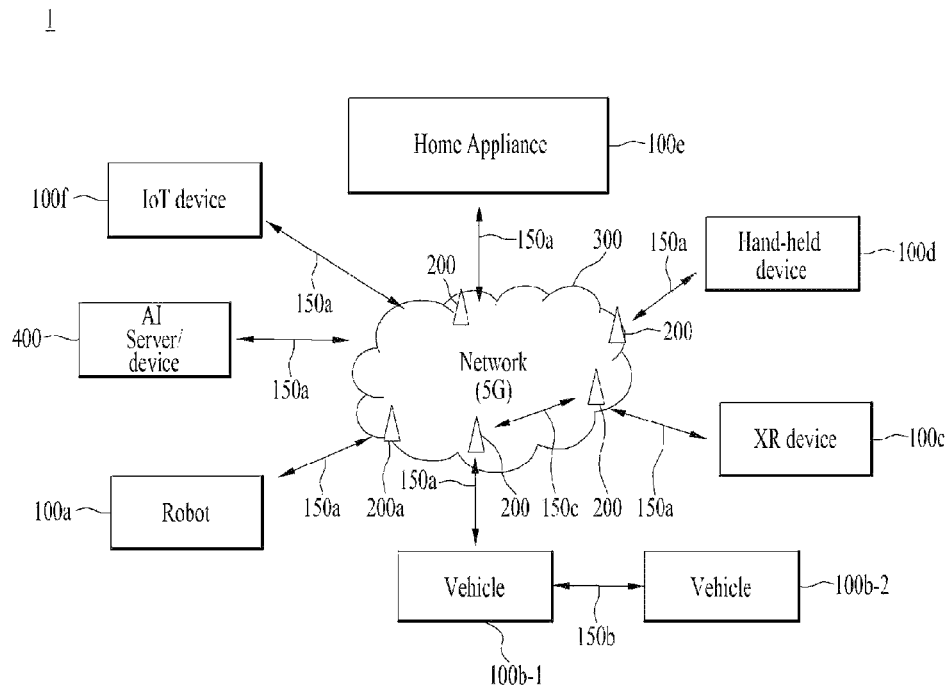 1
Home Appliance
100e
IoT device
100f
150a
200
150a
300
150a
Hand-held
device
100d
AI
Server/
device
400
150a
Network
(5G)
200
XR device
100c
Robot
100a
150a
200a
150a
200
150c
200
150a
Vehicle
100b-1
150b
Vehicle
100b-2